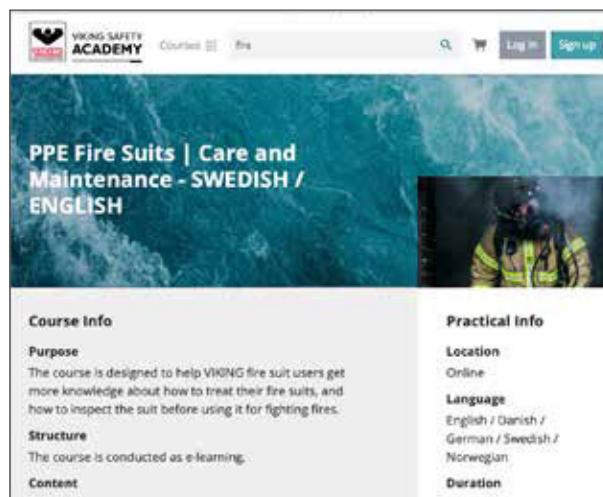 VIKING SAFETY
ACADEMY
Courses
fire
Log in
Sign up
PPE Fire Suits | Care and
Maintenance - SWEDISH /
ENGLISH
Course Info
Purpose
The course is designed to help VIKING fire suit users get
more knowledge about how to treat their fire suits, and
how to inspect the suit before using it for fighting fires.
Structure
The course is conducted as e-learning.
Content
Practical Info
Location
Online
Language
English / Danish /
German / Swedish /
Norwegian
Duration